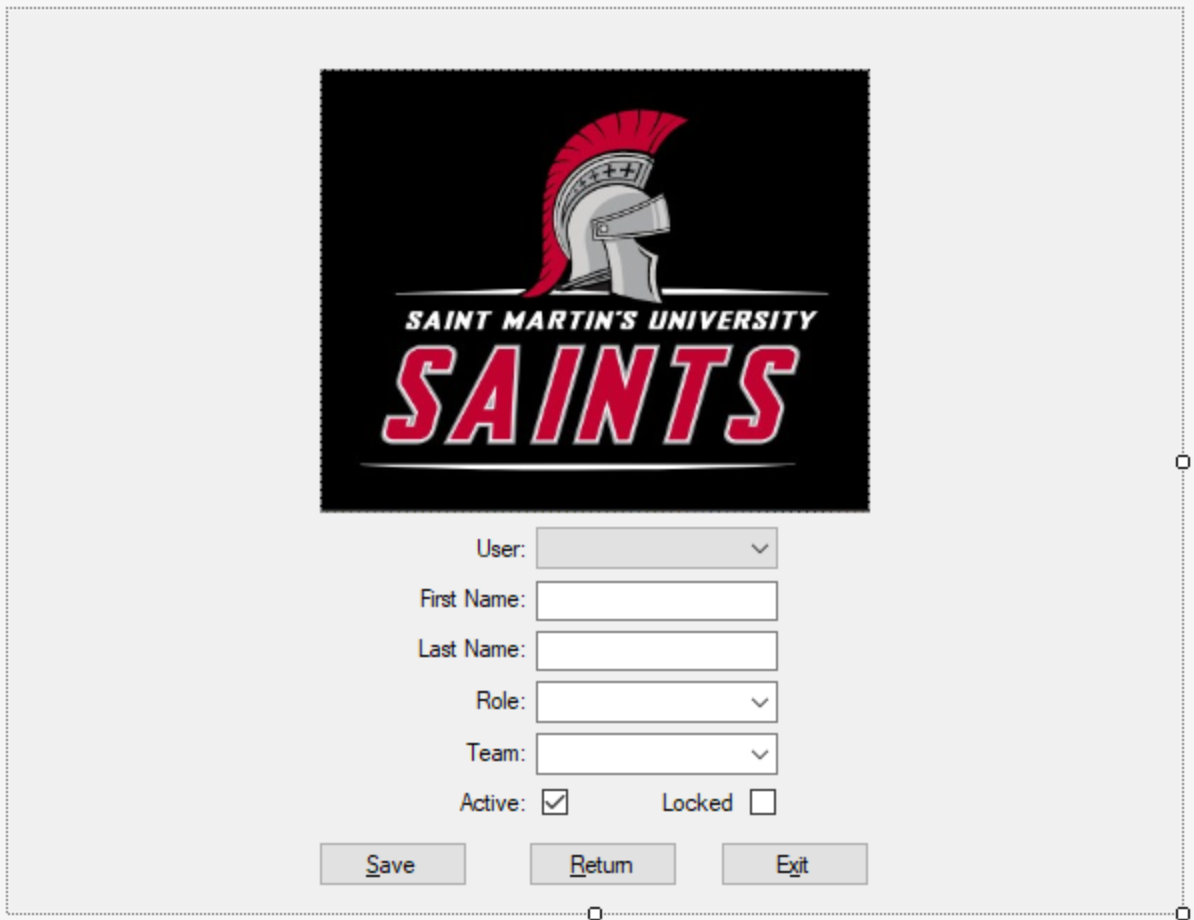 SAINT MARTIN'S UNIVERSITY
SAINTS
User:
First Name:
Last Name:
Role:
Team:
Active: Locked
Save Return Exit